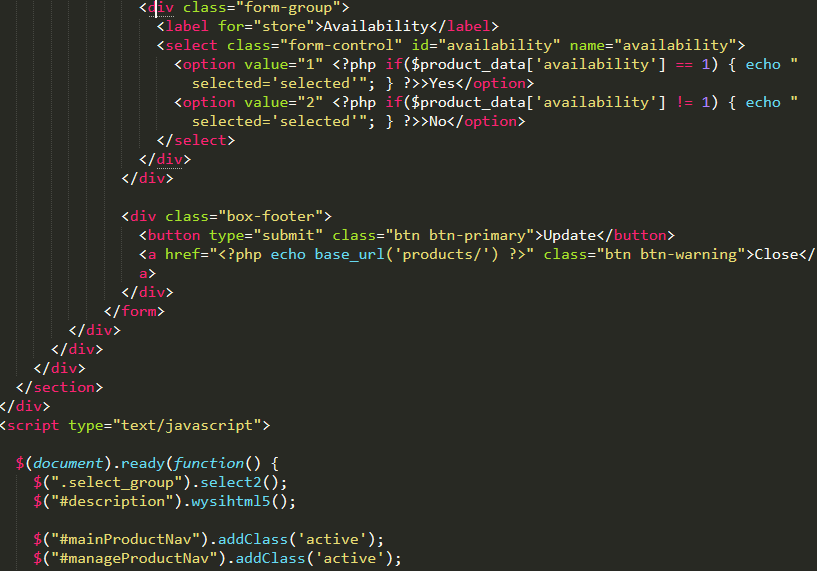 <div class="form-group">
<label for="store">Availability</label>
<select class="form-control" id="availability" name="availability">
<option value="1" <?php if($product_data['availability'] == 1) { echo "
selected='selected'"; } ?>>Yes</option>
<option value="2" <?php if($product_data['availability'] != 1) { echo "
selected='selected'"; } ?>>No</option>
</select>
</div>
</div>
<div class="box-footer">
<button type="submit" class="btn btn-primary">Update</button>
<a href="<?php echo base_url('products/') ?>" class="btn btn-warning">Close</
a>
</div>
</form>
</div>
</div>
</div>
</section>
</div>
<script type="text/javascript">
$(document).ready(function() {
$(".select_group").select2();
$("#description").wysihtml5();
$("#mainProductNav").addClass('active');
$("#manageProductNav").addClass('active');